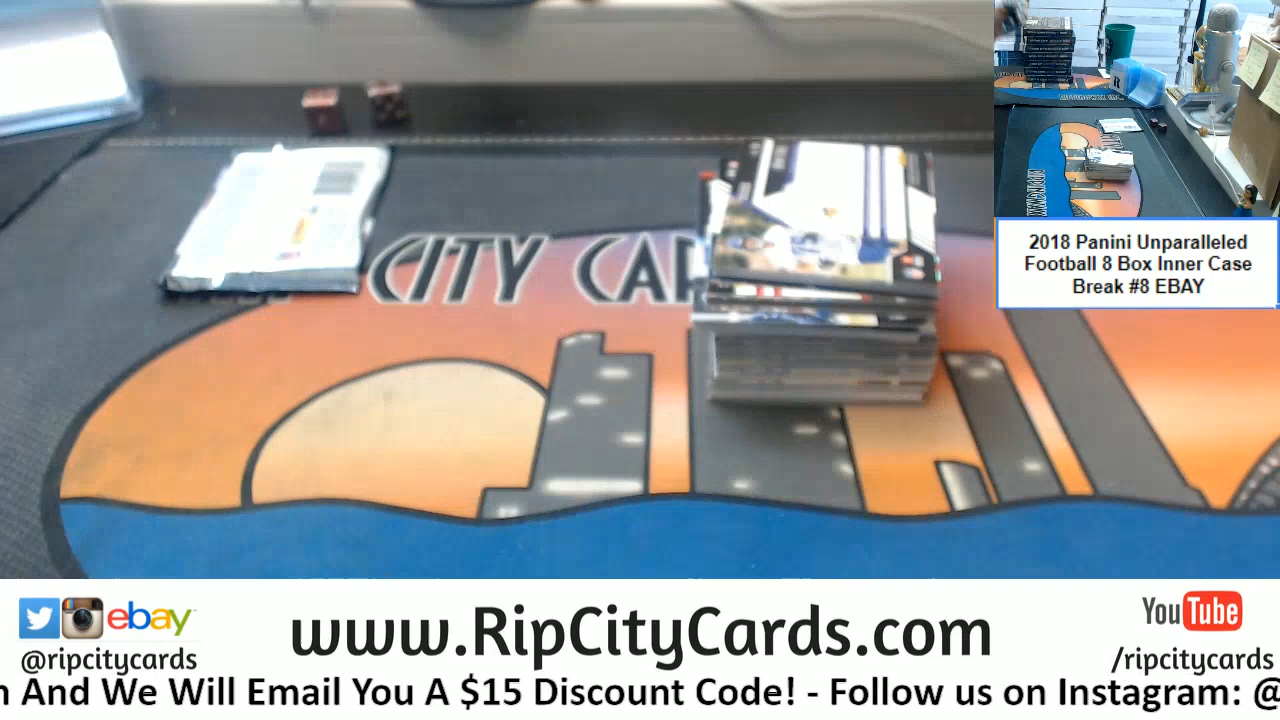 CITY CAR
2018 Panini Unparalleled
Football 8 Box Inner Case
Break #8 EBAY
ebay
@ripcitycards
www.RipCityCards.com
YouTube
/ripcitycards
And We Will Email You A $15 Discount Code! - Follow us on Instagram: @